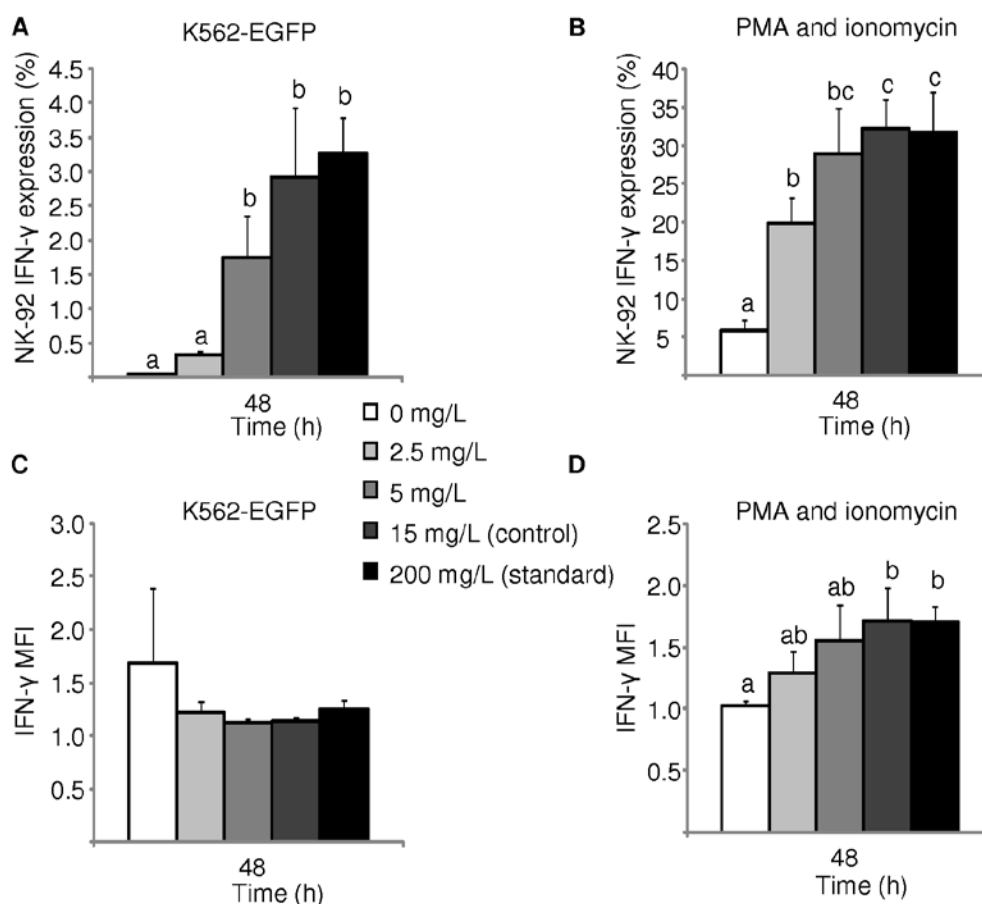 A
K562-EGFP
NK-92 IFN-γ expression (%)
4.5
4.0
3.5
3.0
2.5
2.0
1.5
1.0
0.5
a
a
b
b
b
48
Time (h)
B
PMA and ionomycin
NK-92 IFN-γ expression (%)
40
35
30
25
20
15
10
5
a
b
bc
c
c
48
Time (h)
0 mg/L
2.5 mg/L
5 mg/L
15 mg/L (control)
200 mg/L (standard)
C
K562-EGFP
IFN-γ MFI
3.0
2.5
2.0
1.5
1.0
0.5
48
Time (h)
D
PMA and ionomycin
IFN-γ MFI
2.5
2.0
1.5
1.0
0.5
a
ab
ab
b
b
48
Time (h)